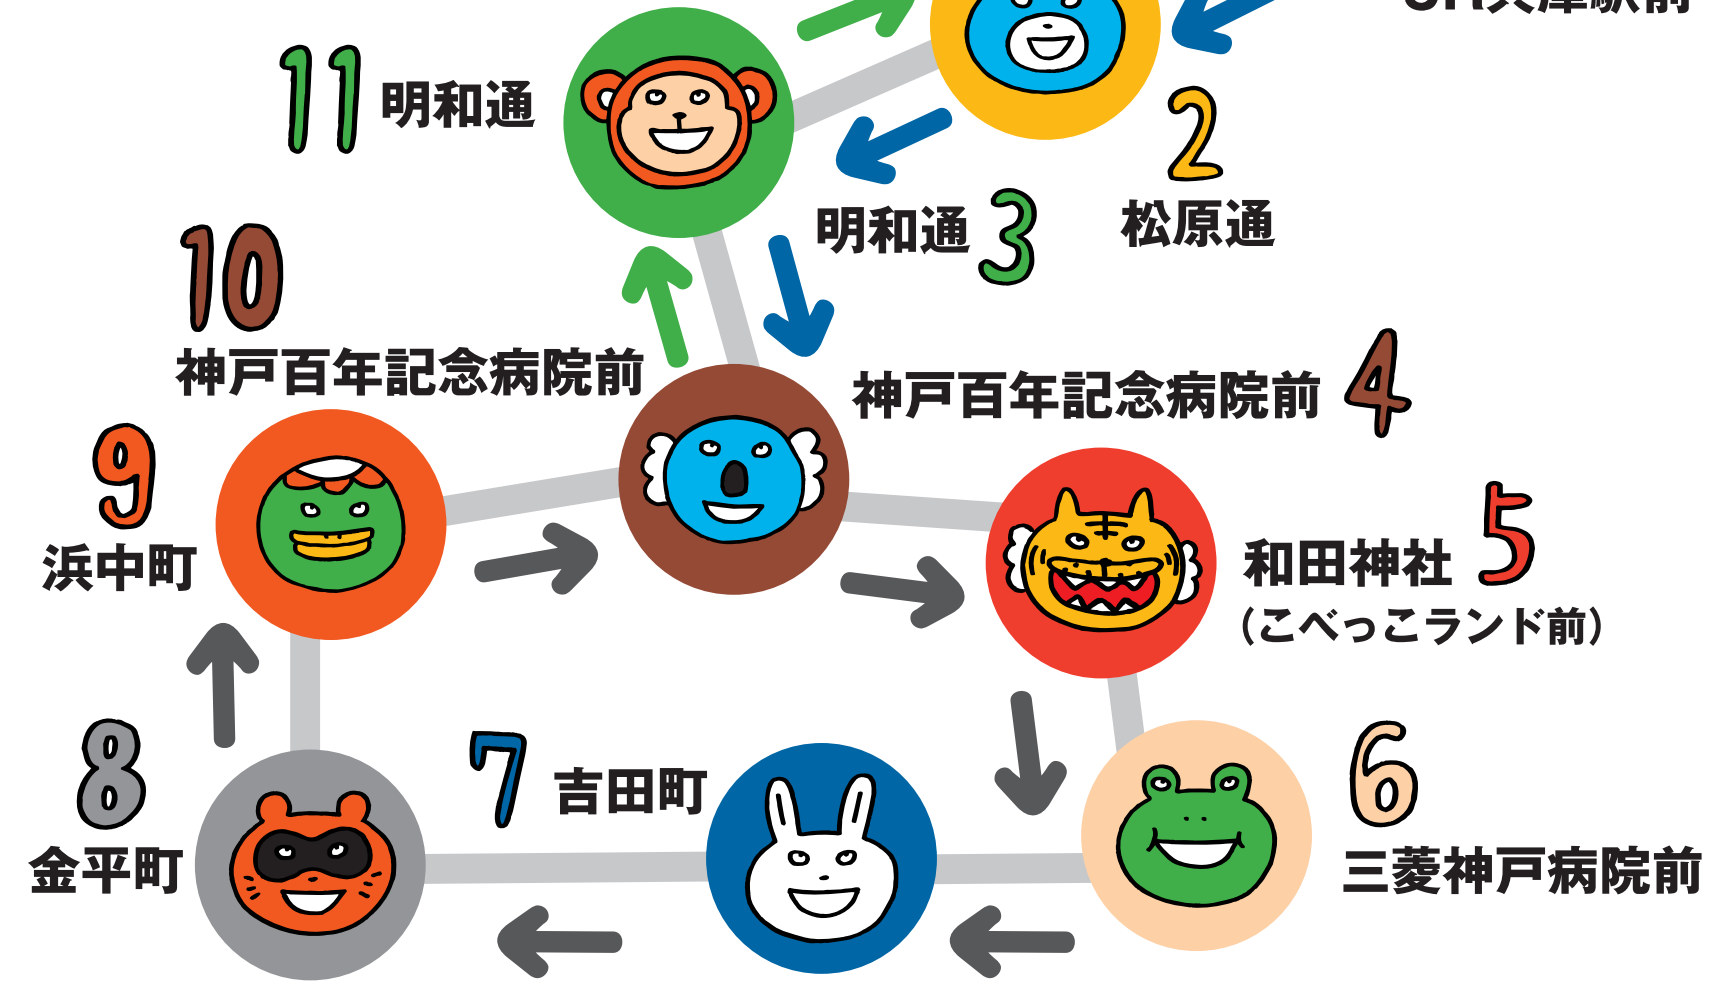 11 明和通
2
松原通
明和通 3
10
神戸百年記念病院前
神戸百年記念病院前 4
9
浜中町
和田神社 5
(こべっこランド前)
8
金平町
7 吉田町
6
三菱神戸病院前